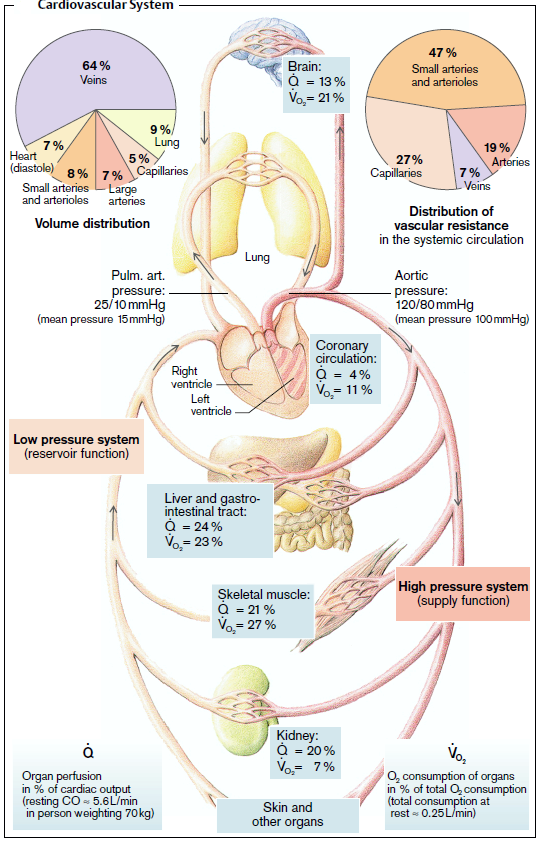 Cardiovascular System
64 %
Veins
7 %
Heart
(diastole)
8 %
Small arteries
and arterioles
7 %
Large
arteries
5 %
Capillaries
9 %
Lung
Volume distribution
Brain:
Q̇ = 13 %
V̇O₂= 21 %
47 %
Small arteries
and arterioles
27 %
Capillaries
7 %
Veins
19 %
Arteries
Distribution of
vascular resistance
in the systemic circulation
Lung
Pulm. art.
pressure:
25/10 mmHg
(mean pressure 15 mmHg)
Aortic
pressure:
120/80 mmHg
(mean pressure 100 mmHg)
Coronary
circulation:
Q̇ = 4 %
V̇O₂= 11 %
Right
ventricle
Left
ventricle
Low pressure system
(reservoir function)
Liver and gastro-
intestinal tract:
Q̇ = 24 %
V̇O₂= 23 %
Skeletal muscle:
Q̇ = 21 %
V̇O₂= 27 %
High pressure system
(supply function)
Kidney:
Q̇ = 20 %
V̇O₂= 7 %
Q̇
Organ perfusion
in % of cardiac output
(resting CO ≈ 5.6 L/min
in person weighting 70 kg)
Skin and
other organs
V̇O₂
O₂ consumption of organs
in % of total O₂ consumption
(total consumption at
rest ≈ 0.25 L/min)